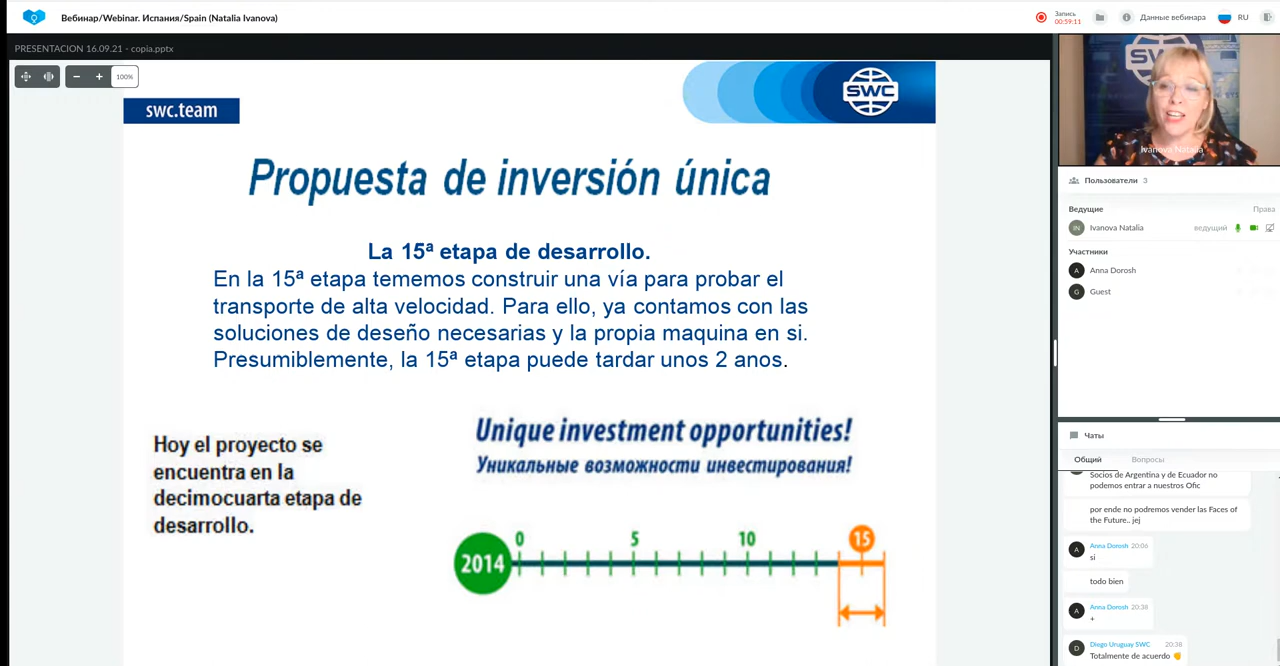 Вебинар/Webinar. Испания/Spain (Natalia Ivanova)
Запись
00:59:11
Данные вебинара
RU
PRESENTACION 16.09.21 - copia.pptx
100%
swc.team
SWC
Propuesta de inversión única
La 15ª etapa de desarrollo.
En la 15ª etapa tememos construir una vía para probar el
transporte de alta velocidad. Para ello, ya contamos con las
soluciones de deseño necesarias y la propia maquina en si.
Presumiblemente, la 15ª etapa puede tardar unos 2 anos.
Hoy el proyecto se
encuentra en la
decimocuarta etapa de
desarrollo.
Unique investment opportunities!
Уникальные возможности инвестирования!
2014
0
5
10
15
SW
Ivanova Natalia
Пользователи 3
Ведущие
Права
IN
Ivanova Natalia
ведущий
Участники
A
Anna Dorosh
G
Guest
Чаты
Общий
Вопросы
Socios de Argentina y de Ecuador no
podemos entrar a nuestros Ofic
por ende no podremos vender las Faces of
the Future.. jej
A
Anna Dorosh 20:06
si
todo bien
A
Anna Dorosh 20:38
+
D
Diego Uruguay SWC 20:38
Totalmente de acuerdo